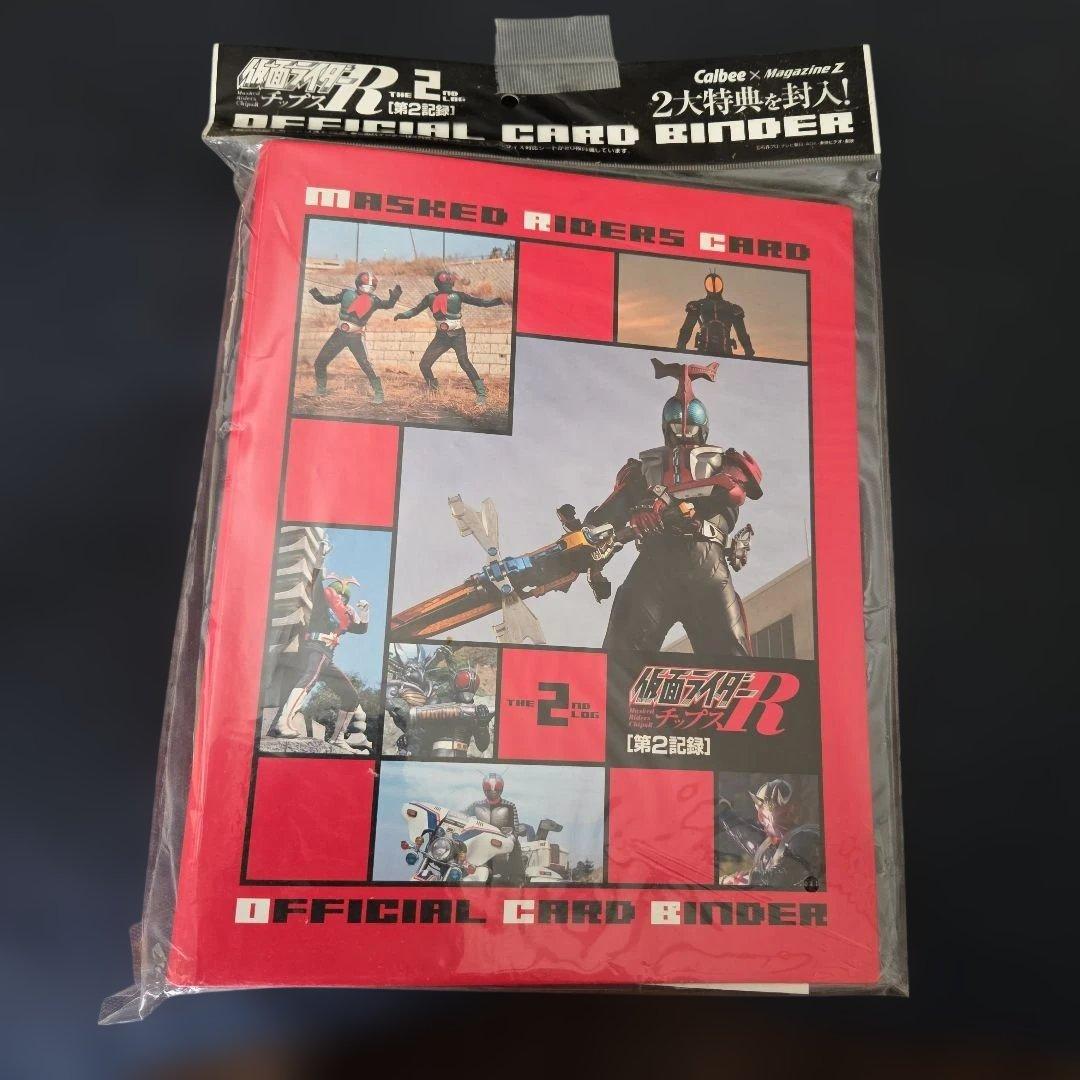 仮面ライダー
チップスR
Masked
Riders
ChipsR
THE 2ND LOG
[第2記録]
Calbee × Magazine Z
2大特典を封入!
OFFICIAL CARD BINDER
MASKED RIDERS CARD
THE 2ND LOG
仮面ライダー
チップスR
Masked
Riders
ChipsR
[第2記録]
OFFICIAL CARD BINDER